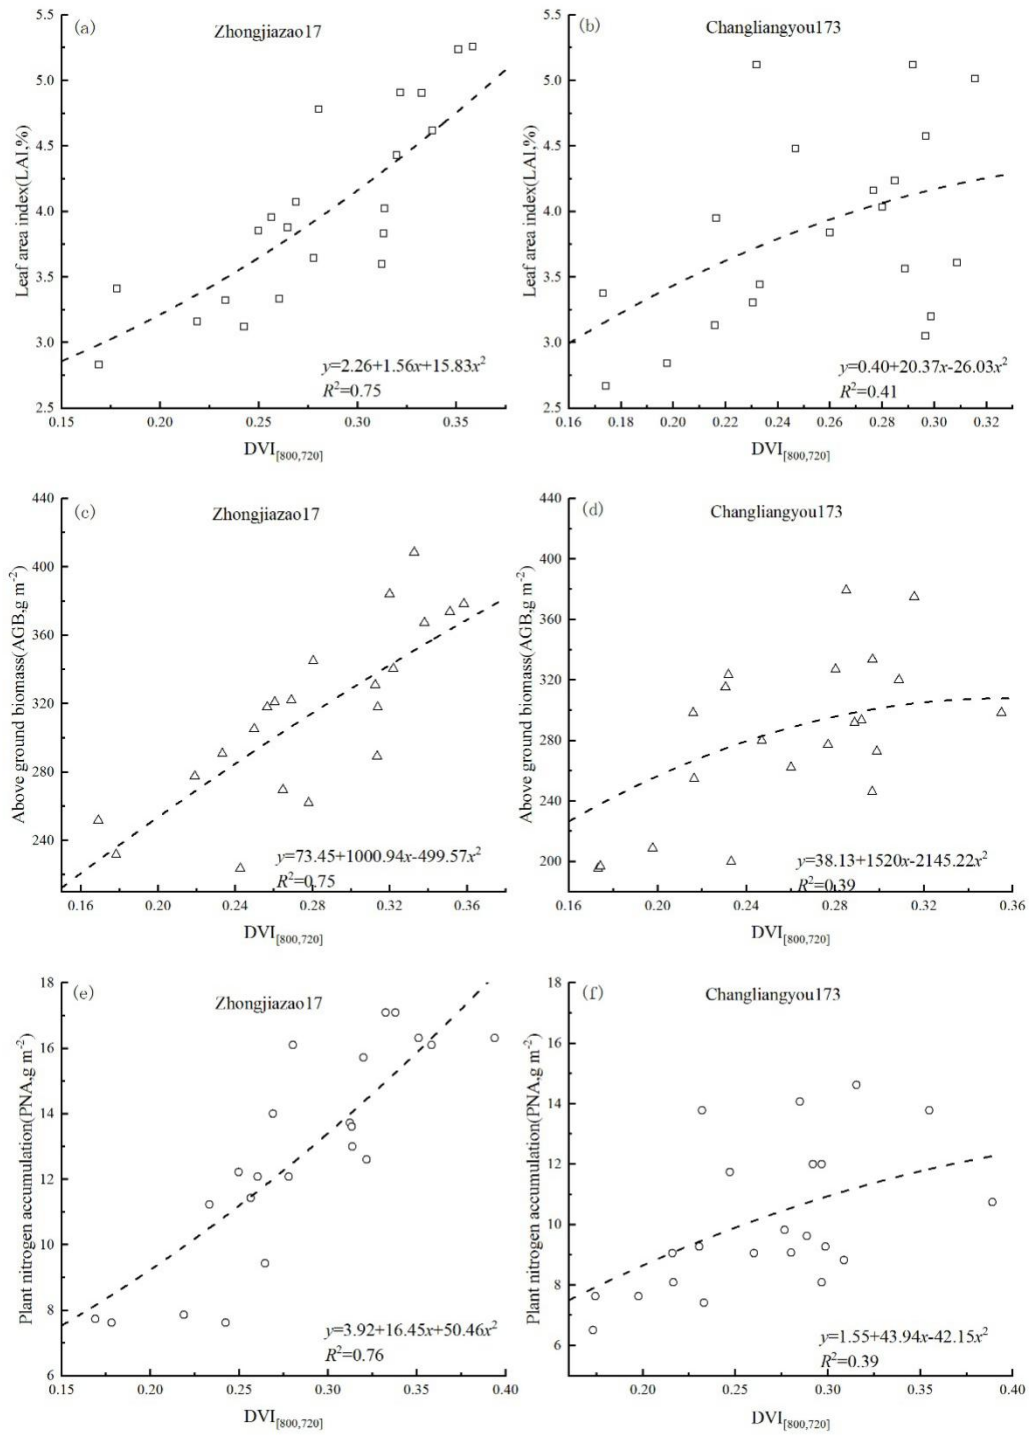 (a)
Zhongjiazao17
5.5
5.0
4.5
4.0
3.5
3.0
2.5
Leaf area index(LAI,%)
y=2.26+1.56x+15.83x²
R²=0.75
0.15 0.20 0.25 0.30 0.35
DVI[800,720]
(b)
Changliangyou173
5.5
5.0
4.5
4.0
3.5
3.0
2.5
Leaf area index(LAI,%)
y=0.40+20.37x-26.03x²
R²=0.41
0.16 0.18 0.20 0.22 0.24 0.26 0.28 0.30 0.32
DVI[800,720]
(c)
Zhongjiazao17
440
400
360
320
280
240
Above ground biomass(AGB,g m⁻²)
y=73.45+1000.94x-499.57x²
R²=0.75
0.16 0.20 0.24 0.28 0.32 0.36
DVI[800,720]
(d)
Changliangyou173
440
400
360
320
280
240
200
Above ground biomass(AGB,g m⁻²)
y=38.13+1520x-2145.22x²
R²=0.39
0.16 0.20 0.24 0.28 0.32 0.36
DVI[800,720]
(e)
Zhongjiazao17
18
16
14
12
10
8
6
Plant nitrogen accumulation(PNA,g m⁻²)
y=3.92+16.45x+50.46x²
R²=0.76
0.15 0.20 0.25 0.30 0.35 0.40
DVI[800,720]
(f)
Changliangyou173
18
16
14
12
10
8
6
Plant nitrogen accumulation(PNA,g m⁻²)
y=1.55+43.94x-42.15x²
R²=0.39
0.20 0.25 0.30 0.35 0.40
DVI[800,720]